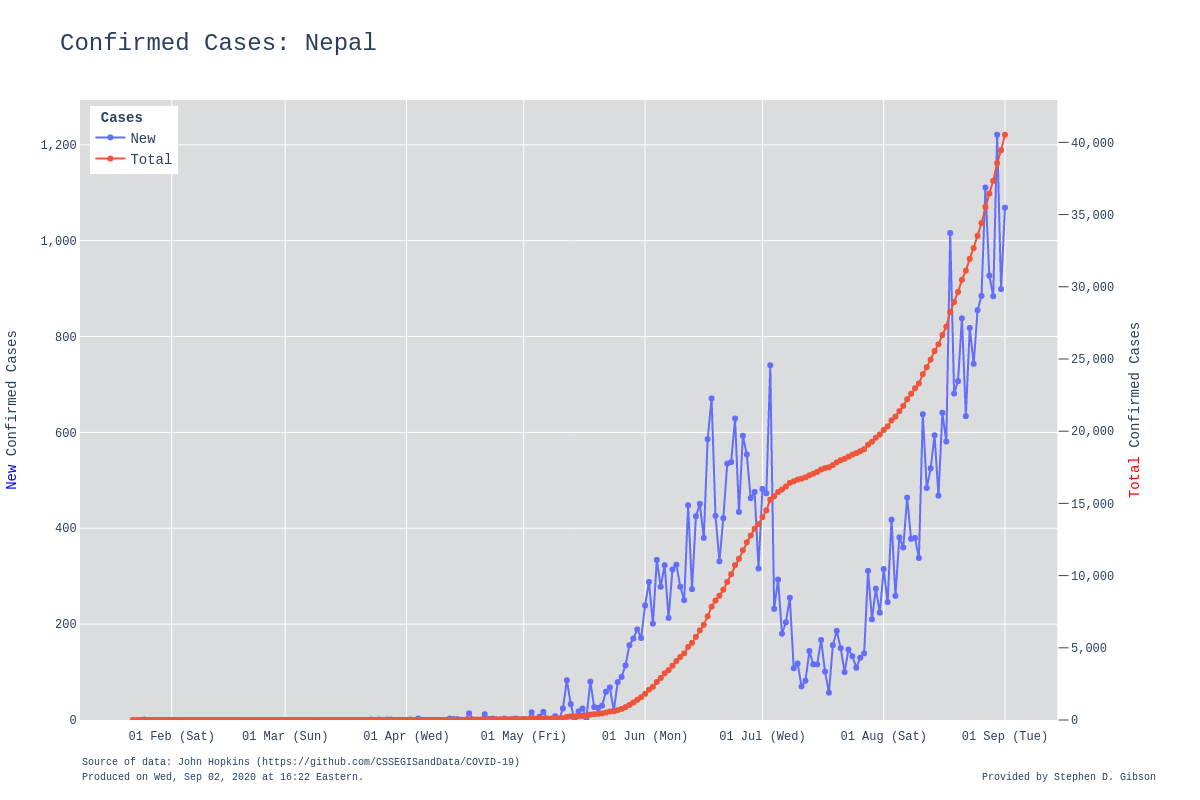 Confirmed Cases: Nepal
Cases
New
Total
1,200
1,000
800
600
400
200
0
40,000
35,000
30,000
25,000
20,000
15,000
10,000
5,000
0
New Confirmed Cases
Total Confirmed Cases
01 Feb (Sat) 01 Mar (Sun) 01 Apr (Wed) 01 May (Fri) 01 Jun (Mon) 01 Jul (Wed) 01 Aug (Sat) 01 Sep (Tue)
Source of data: John Hopkins (https://github.com/CSSEGISandData/COVID-19)
Produced on Wed, Sep 02, 2020 at 16:22 Eastern.
Provided by Stephen D. Gibson